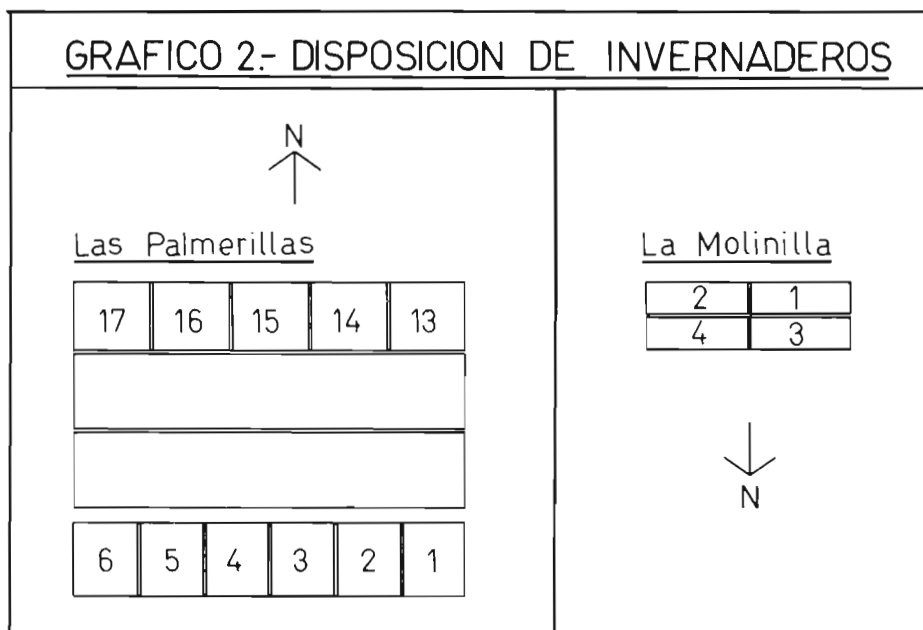 GRAFICO 2.- DISPOSICION DE INVERNADEROS
N
Las Palmerillas
17 16 15 14 13
6 5 4 3 2 1
La Molinilla
2 1
4 3
N